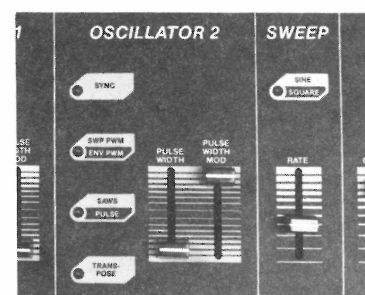 1
OSCILLATOR 2
SWEEP
SYNC
SINE
SQUARE
SWP PWM
ENV PWM
PULSE
WIDTH
PULSE
WIDTH
MOD
RATE
SAWS
PULSE
TRANS-
POSE